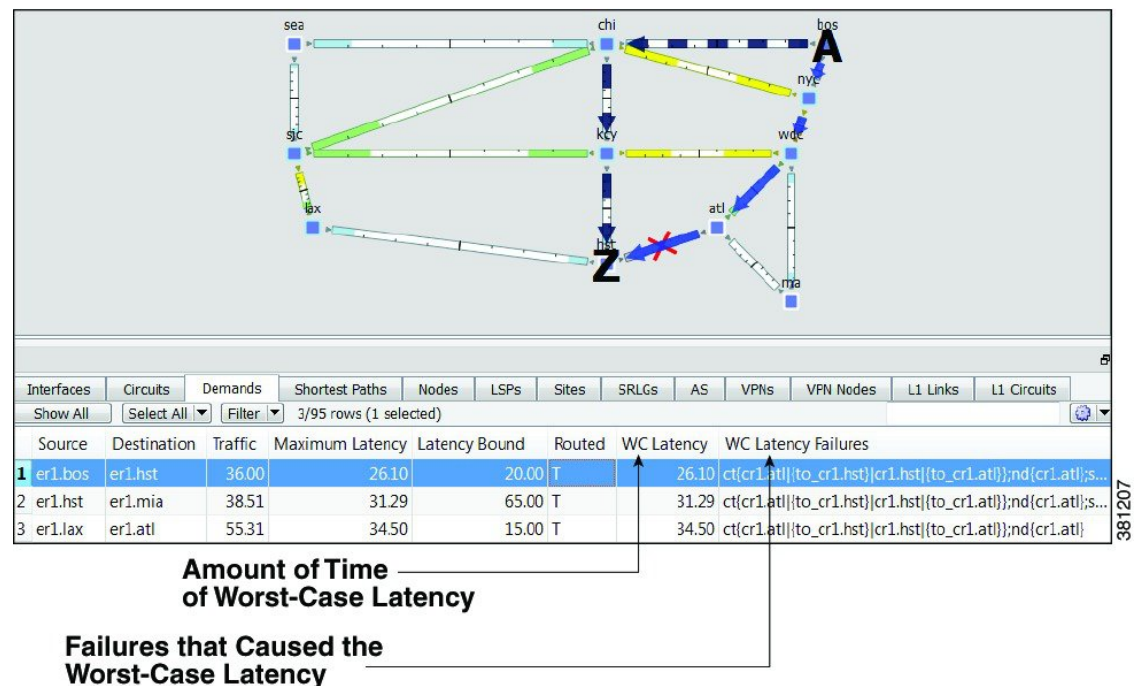 sea
chi
bos
A
nyc
sjc
kcy
wdc
lax
atl
hst
Z
mia
Interfaces Circuits Demands Shortest Paths Nodes LSPs Sites SRLGs AS VPNs VPN Nodes L1 Links L1 Circuits
Show All Select All Filter 3/95 rows (1 selected)
Source Destination Traffic Maximum Latency Latency Bound Routed WC Latency WC Latency Failures
1 er1.bos er1.hst 36.00 26.10 20.00 T 26.10 ct{cr1.atl|{to_cr1.hst}|cr1.hst|{to_cr1.atl}};nd{cr1.atl};s...
2 er1.hst er1.mia 38.51 31.29 65.00 T 31.29 ct{cr1.atl|{to_cr1.hst}|cr1.hst|{to_cr1.atl}};nd{cr1.atl};s...
3 er1.lax er1.atl 55.31 34.50 15.00 T 34.50 ct{cr1.atl|{to_cr1.hst}|cr1.hst|{to_cr1.atl}};nd{cr1.atl}
381207
Amount of Time
of Worst-Case Latency
Failures that Caused the
Worst-Case Latency